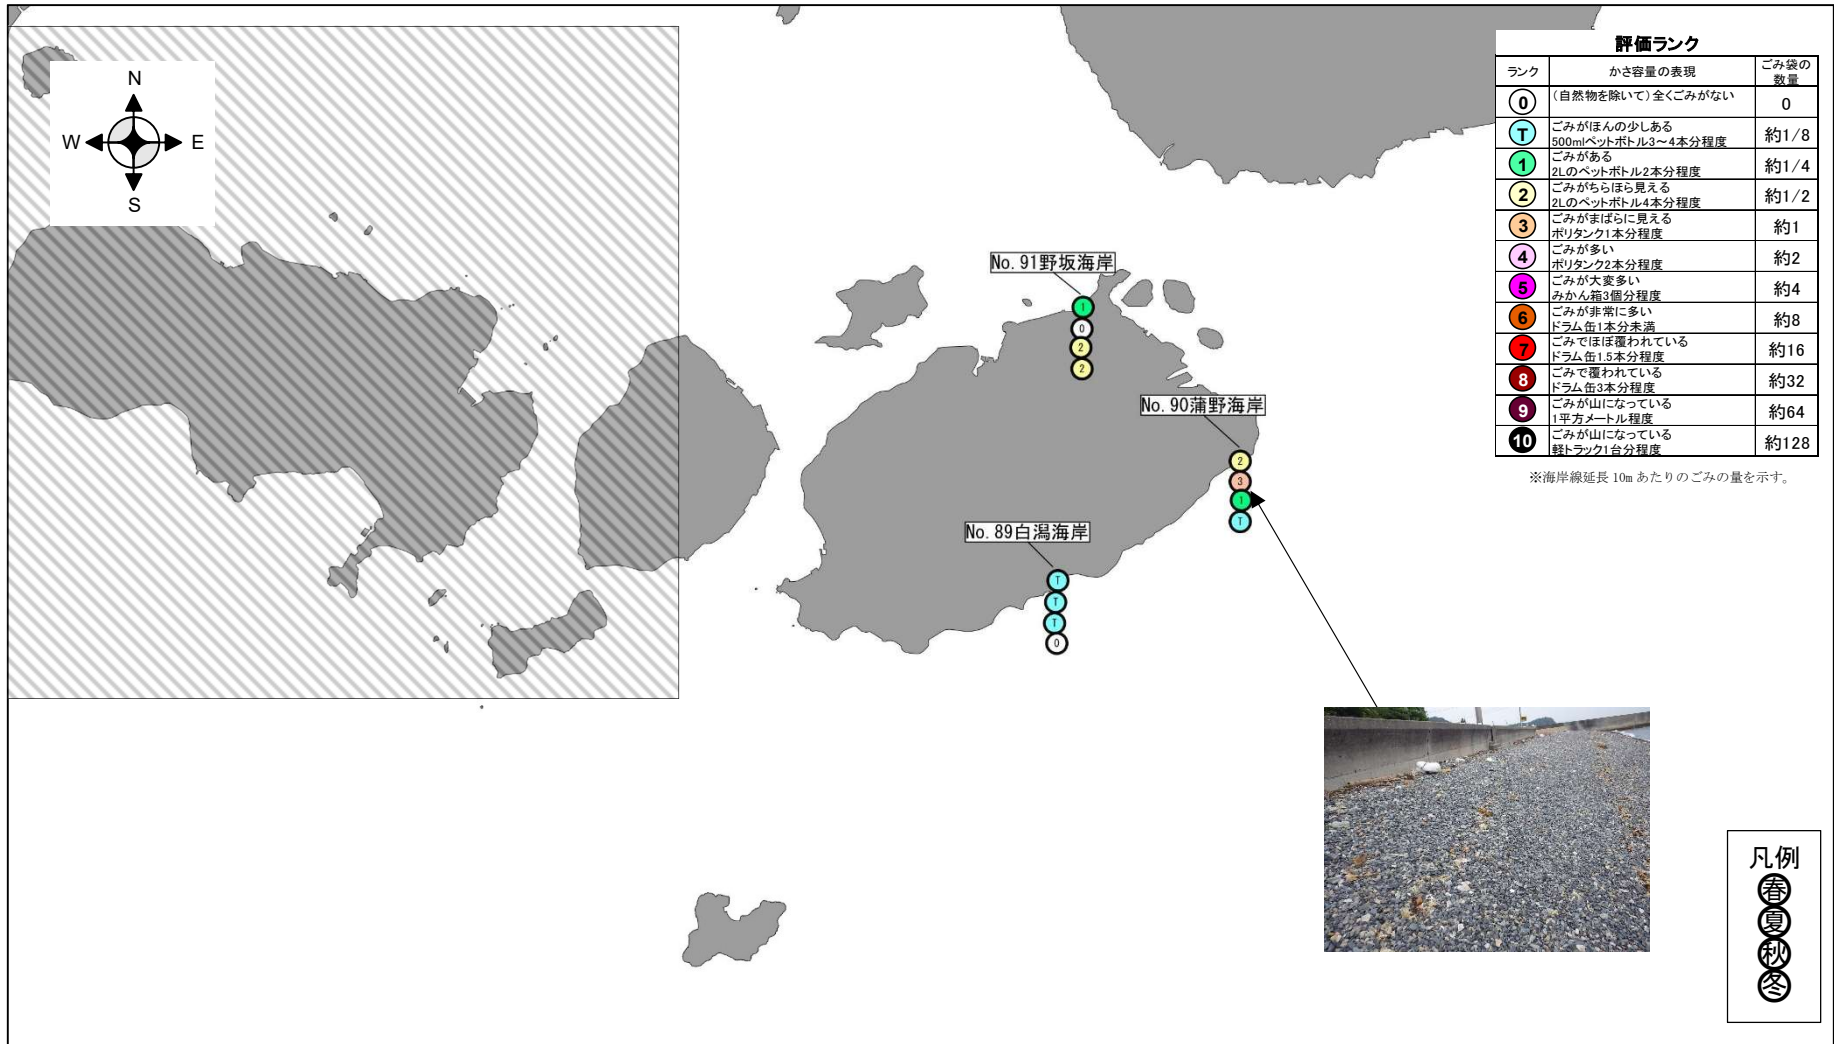 N
W E
S
評価ランク
ランク かさ容量の表現 ごみ袋の数量
0 (自然物を除いて)全くごみがない 0
T ごみがほんの少しある
500mlペットボトル3～4本分程度 約1/8
1 ごみがある
2Lのペットボトル2本分程度 約1/4
2 ごみがちらほら見える
2Lのペットボトル4本分程度 約1/2
3 ごみがまばらに見える
ポリタンク1本分程度 約1
4 ごみが多い
ポリタンク2本分程度 約2
5 ごみが大変多い
みかん箱3個分程度 約4
6 ごみが非常に多い
ドラム缶1本分未満 約8
7 ごみでほぼ覆われている
ドラム缶1.5本分程度 約16
8 ごみで覆われている
ドラム缶3本分程度 約32
9 ごみが山になっている
1平方メートル程度 約64
10 ごみが山になっている
軽トラック1台分程度 約128
※海岸線延長 10m あたりのごみの量を示す。
No.91野坂海岸
1
0
2
2
No.90蒲野海岸
2
3
1
T
No.89白潟海岸
T
T
T
0
凡例
春
夏
秋
冬